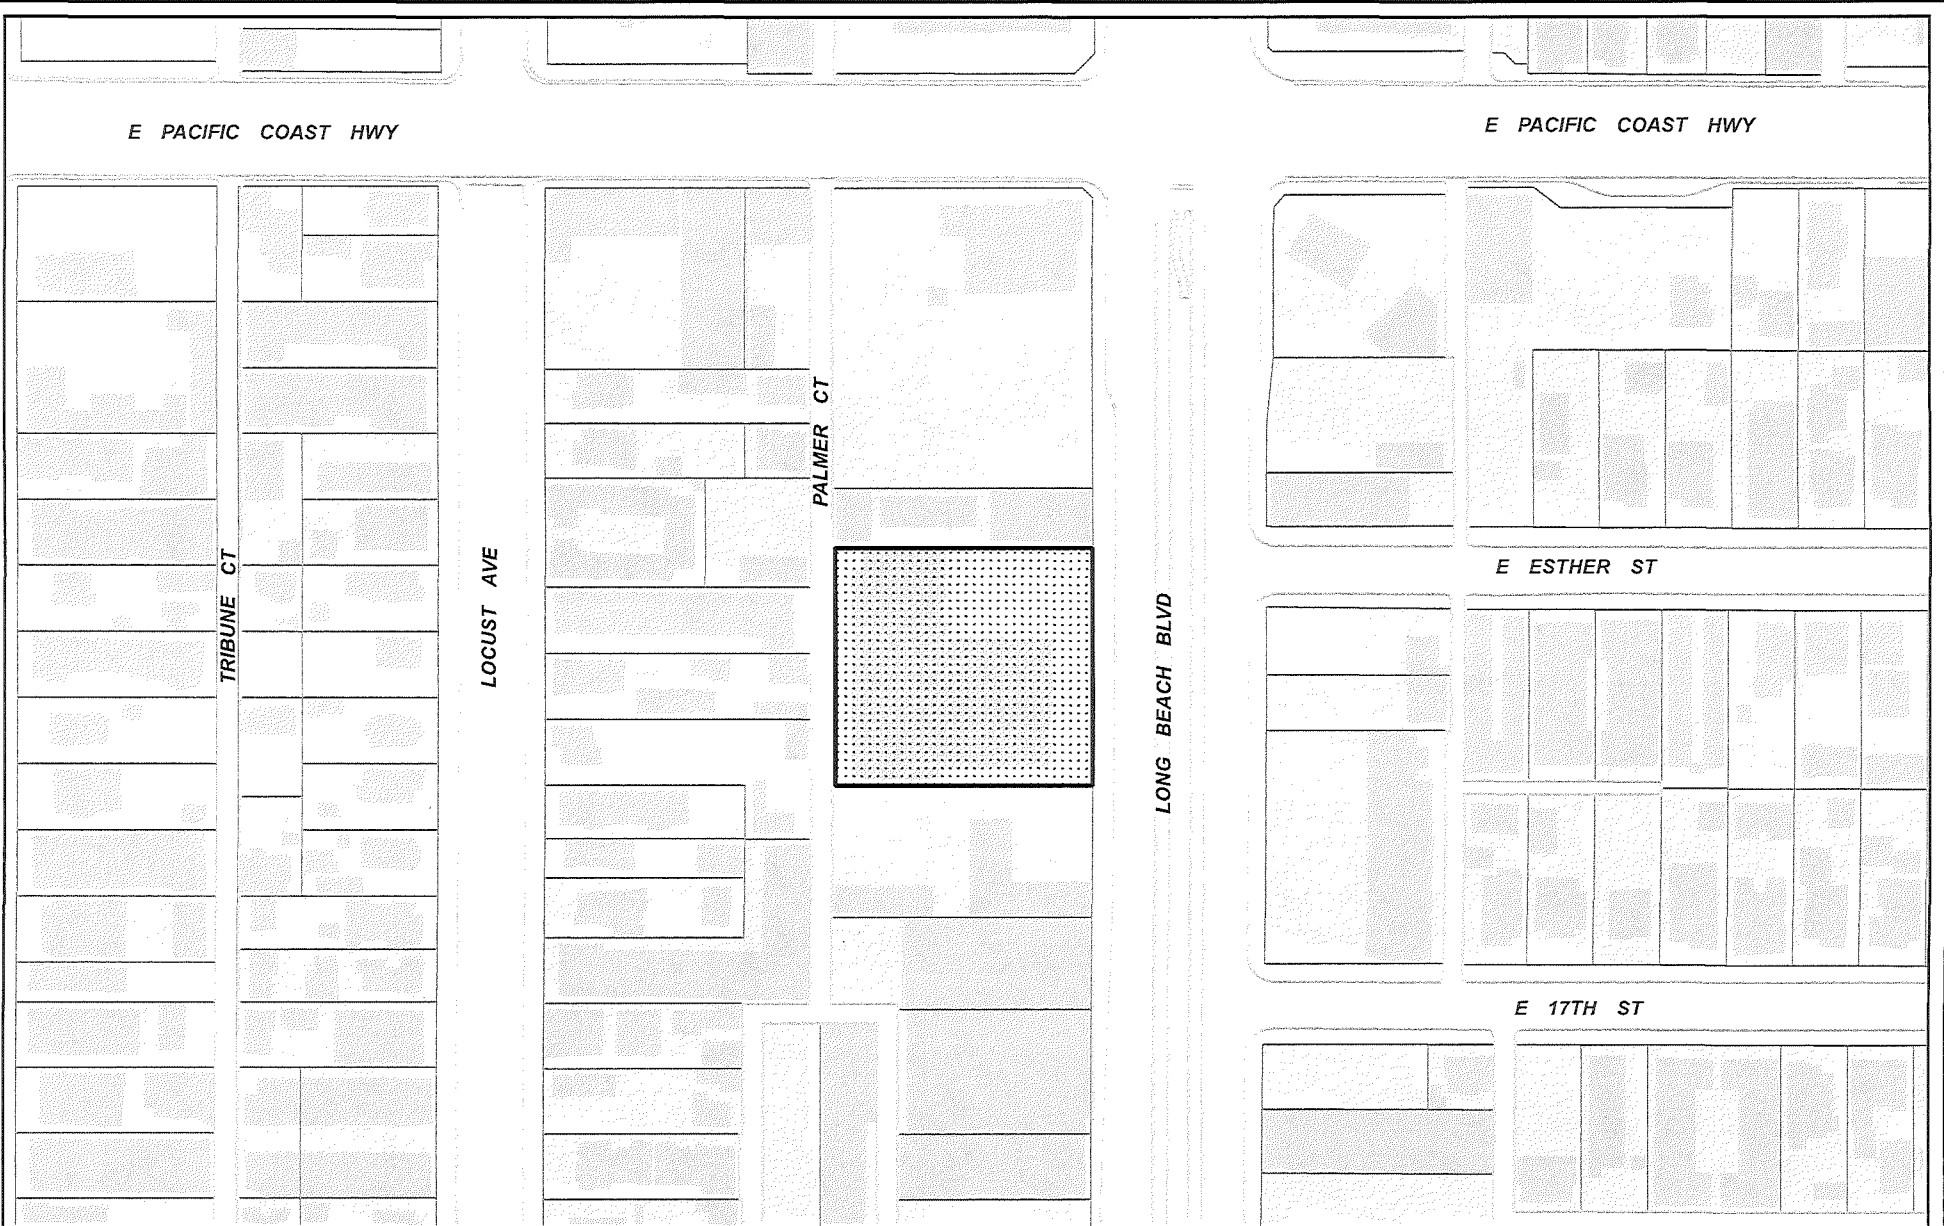 E PACIFIC COAST HWY
E PACIFIC COAST HWY
PALMER CT
TRIBUNE CT
LOCUST AVE
LONG BEACH BLVD
E ESTHER ST
E 17TH ST